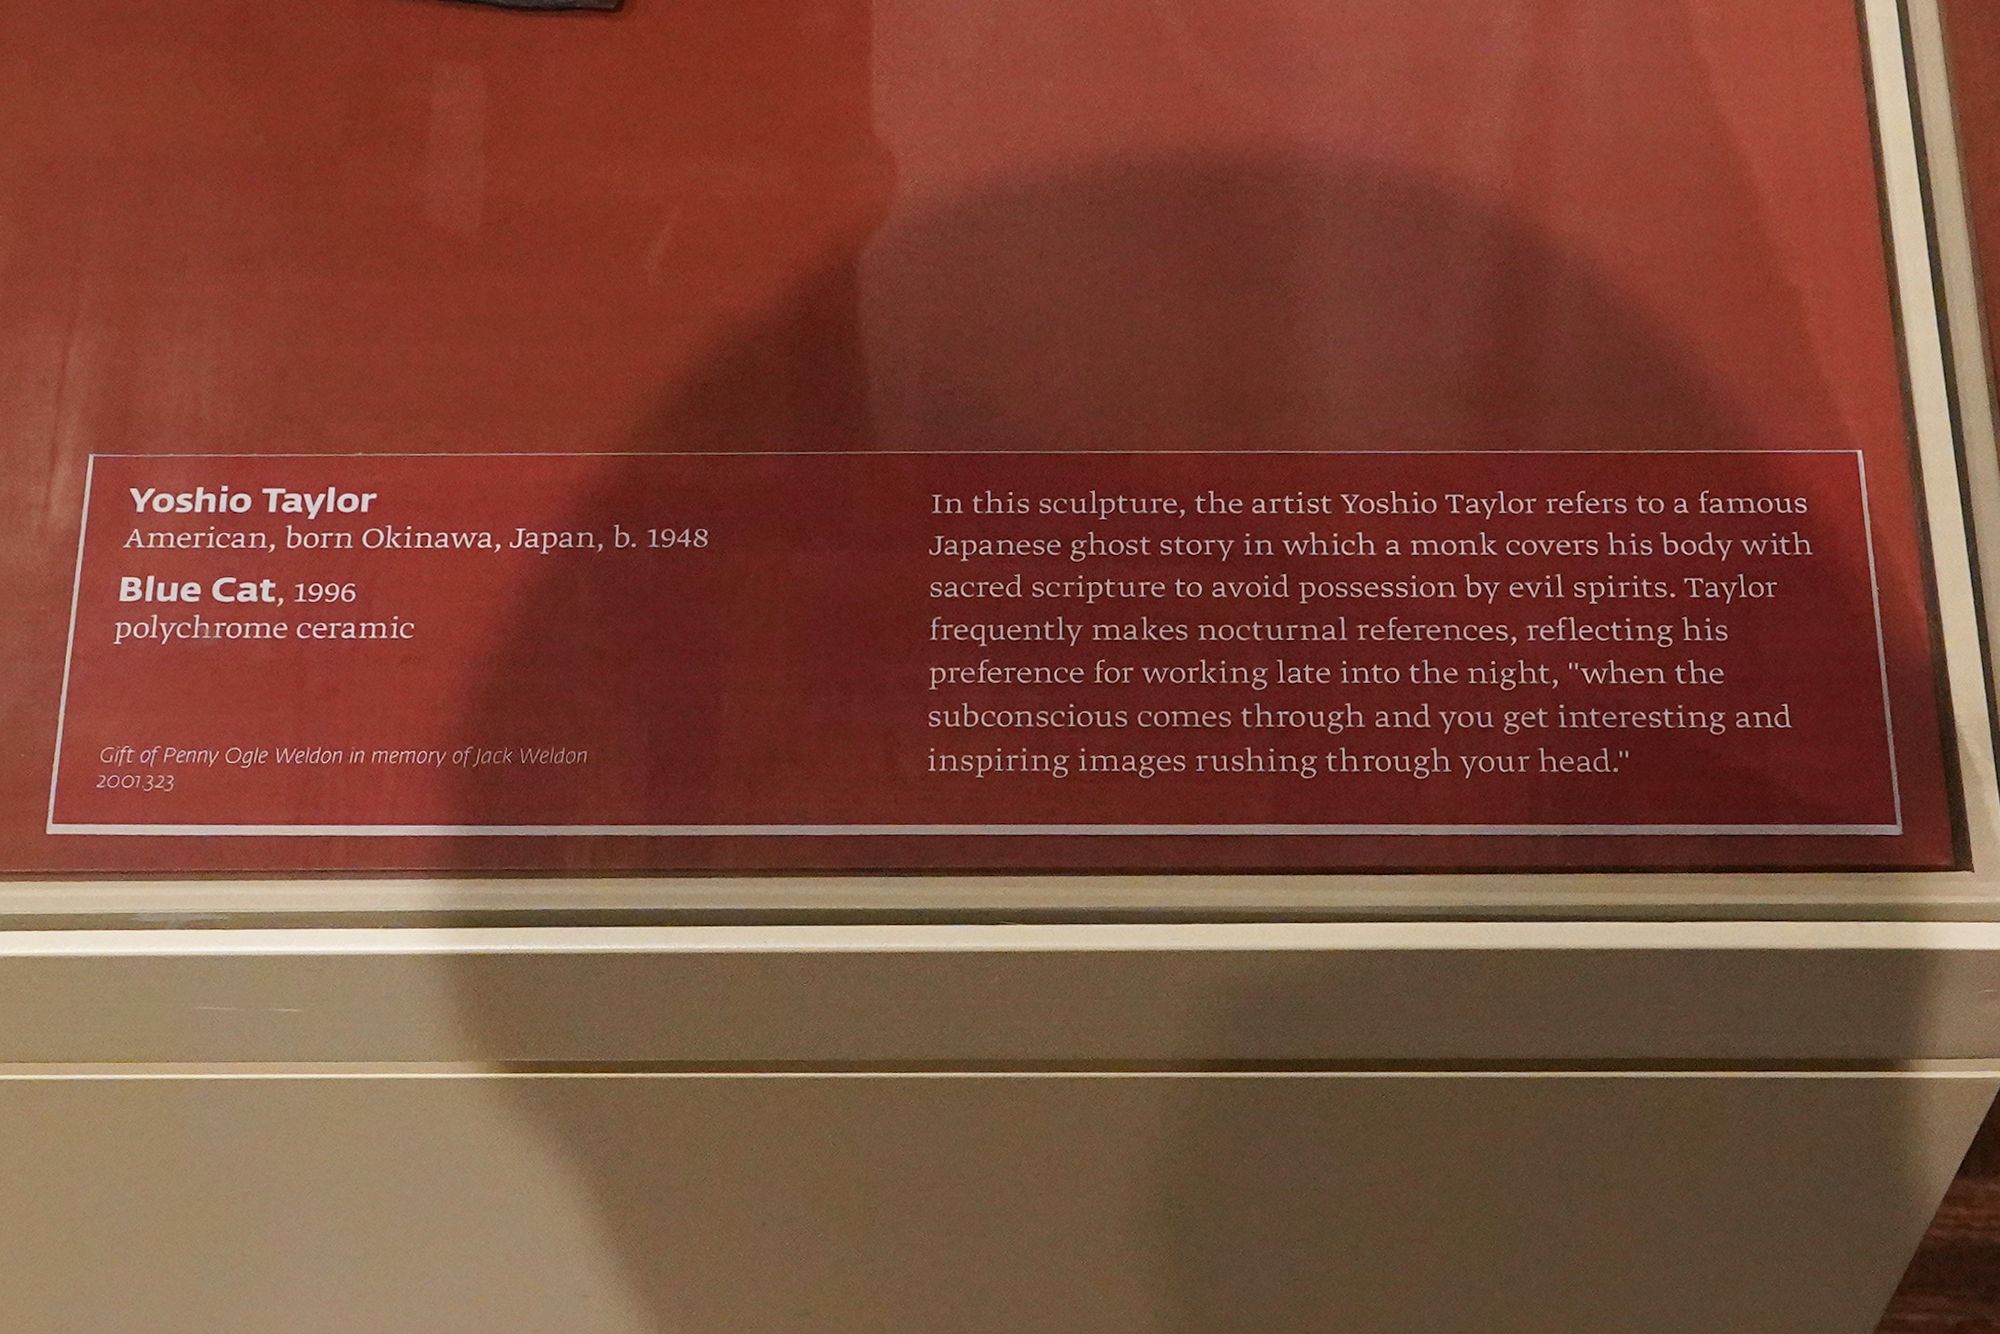 Yoshio Taylor
American, born Okinawa, Japan, b. 1948
Blue Cat, 1996
polychrome ceramic
Gift of Penny Ogle Weldon in memory of Jack Weldon
2001.323
In this sculpture, the artist Yoshio Taylor refers to a famous
Japanese ghost story in which a monk covers his body with
sacred scripture to avoid possession by evil spirits. Taylor
frequently makes nocturnal references, reflecting his
preference for working late into the night, "when the
subconscious comes through and you get interesting and
inspiring images rushing through your head."